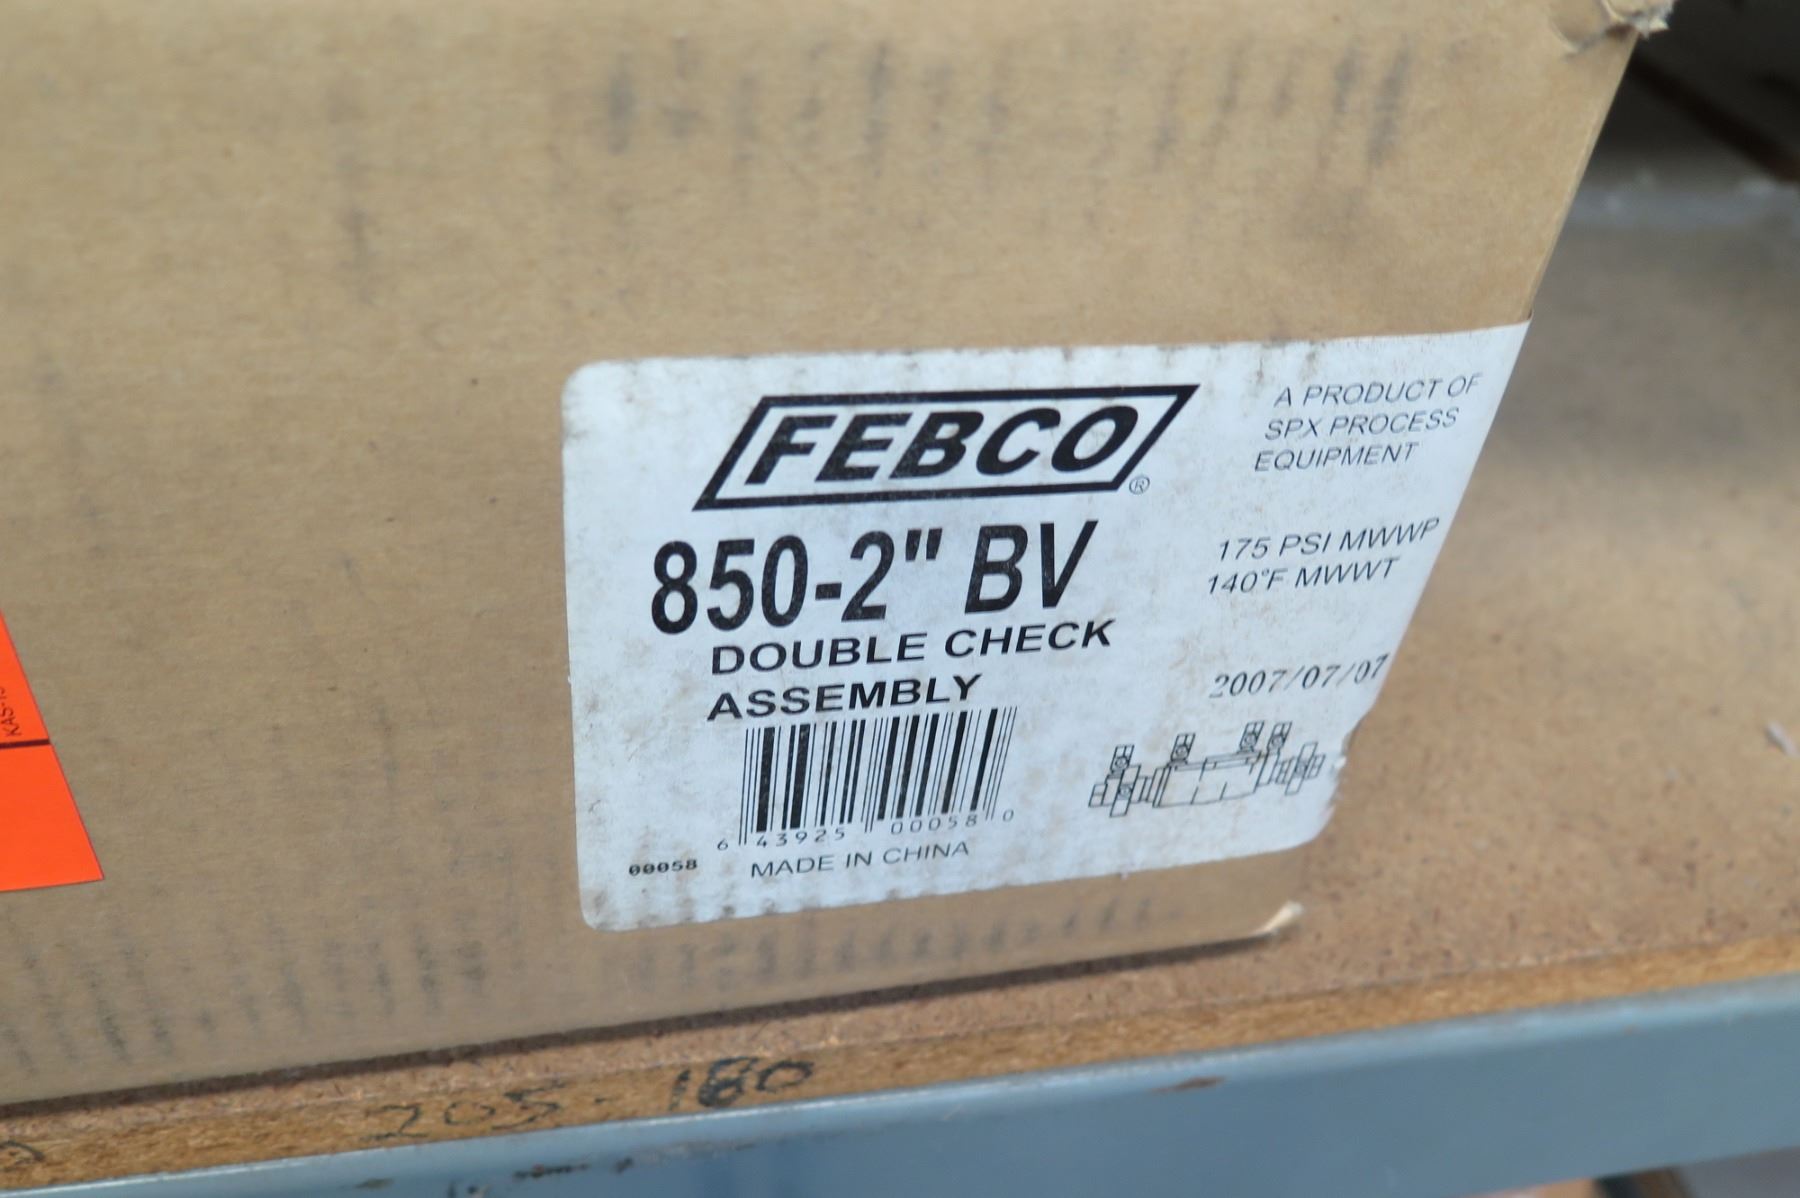 FEBCO®
A PRODUCT OF
SPX PROCESS
EQUIPMENT
850-2" BV
175 PSI MWWP
140°F MWWT
DOUBLE CHECK
ASSEMBLY
2007/07/07
6 43925 00058 0
00058
MADE IN CHINA
205-180